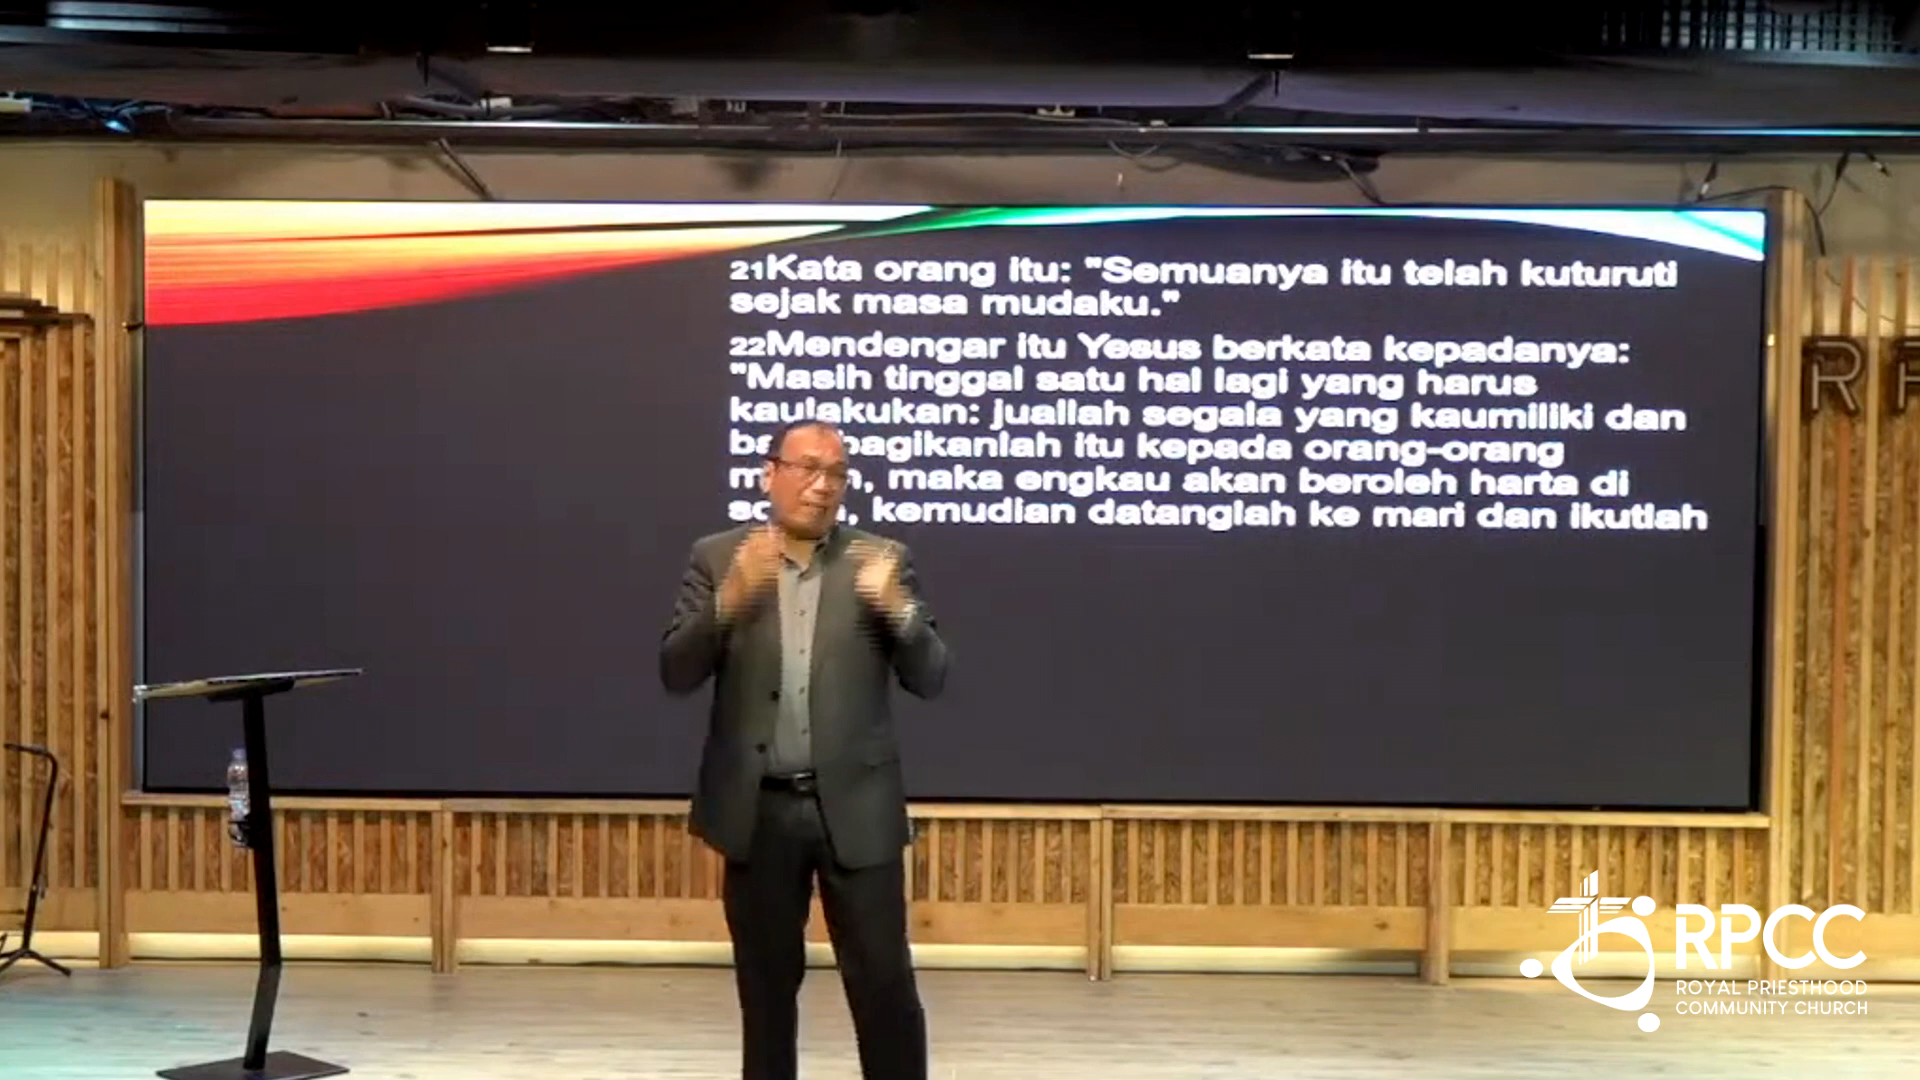 21Kata orang itu: "Semuanya itu telah kuturuti
sejak masa mudaku."
22Mendengar itu Yesus berkata kepadanya:
"Masih tinggal satu hal lagi yang harus
kaulakukan: juallah segala yang kaumiliki dan
itu kepada orang-orang
maka engkau akan beroleh harta di
kemudian datanglah ke mari dan ikutlah
RPCC
ROYAL PRIESTHOOD
COMMUNITY CHURCH